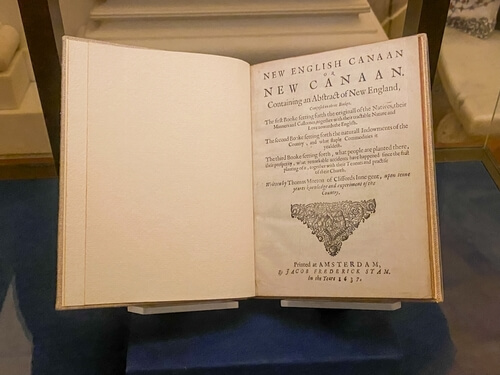 NEW ENGLISH CANAAN
OR
NEW CANAAN.
Containing an Abstract of New England,
Composed in three Bookes.
The first Booke setting forth the originall of the Natives, their
Manners and Customes, together with their tractable Nature and
Love towards the English.
The second Booke setting forth the naturall Indowments of the
Country, and what staple Commodities it
yealdeth.
The third Booke setting forth, what people are planted there,
their prosperity, what remarkable accidents have happened since the first
planting of it, together with their Tenents and practise
of their Church.
Written by Thomas Morton of Cliffords Inne gent, upon tenne
yeares knowledge and experiment of the
Country.
Printed at AMSTERDAM,
By JACOB FREDERICK STAM.
In the Yeare 1637.